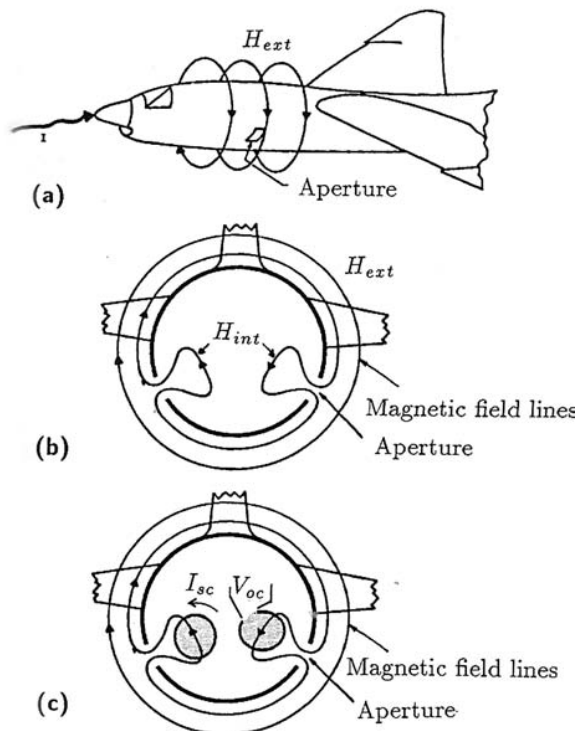 H_ext
I
Aperture
(a)
H_ext
H_int
Magnetic field lines
Aperture
(b)
I_sc V_oc
Magnetic field lines
Aperture
(c)